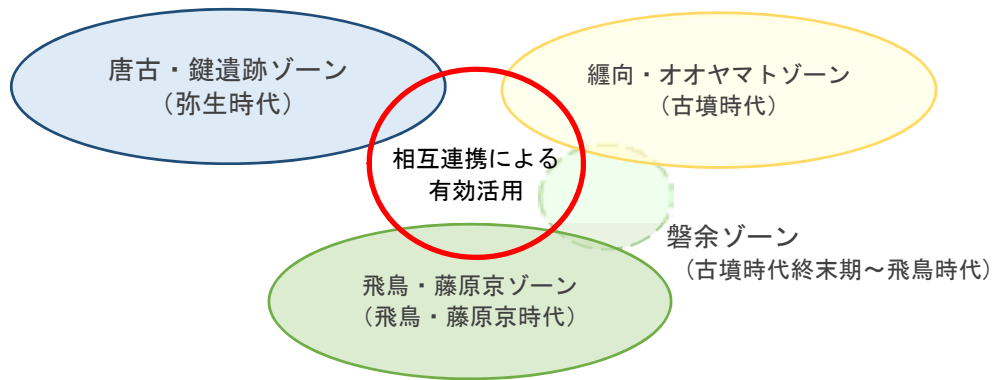 唐古・鍵遺跡ゾーン
（弥生時代）
纒向・オオヤマトゾーン
（古墳時代）
相互連携による
有効活用
磐余ゾーン
（古墳時代終末期～飛鳥時代）
飛鳥・藤原京ゾーン
（飛鳥・藤原京時代）